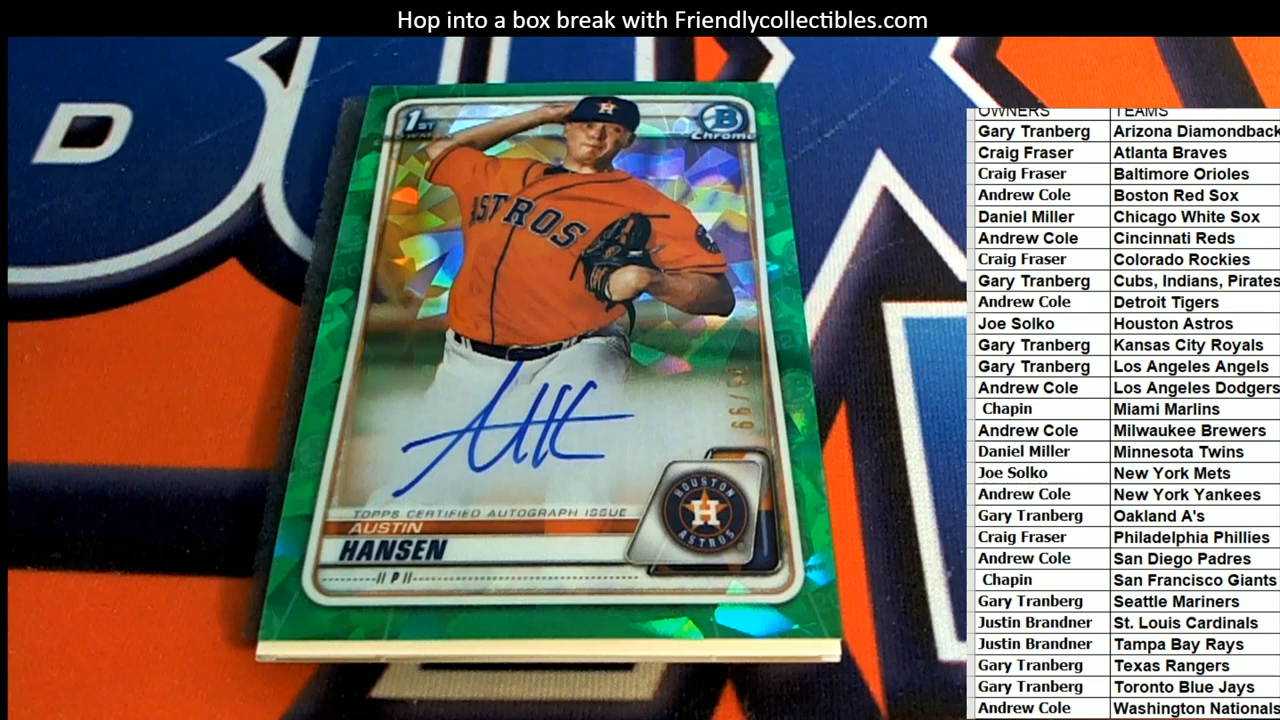 Hop into a box break with Friendlycollectibles.com
1ST
B
Chrome
H
ASTROS
TOPPS CERTIFIED AUTOGRAPH ISSUE
AUSTIN
HANSEN
P
HOUSTON
H
ASTROS
OWNERS TEAMS
Gary Tranberg Arizona Diamondback
Craig Fraser Atlanta Braves
Craig Fraser Baltimore Orioles
Andrew Cole Boston Red Sox
Daniel Miller Chicago White Sox
Andrew Cole Cincinnati Reds
Craig Fraser Colorado Rockies
Gary Tranberg Cubs, Indians, Pirates
Andrew Cole Detroit Tigers
Joe Solko Houston Astros
Gary Tranberg Kansas City Royals
Gary Tranberg Los Angeles Angels
Andrew Cole Los Angeles Dodgers
Chapin Miami Marlins
Andrew Cole Milwaukee Brewers
Daniel Miller Minnesota Twins
Joe Solko New York Mets
Andrew Cole New York Yankees
Gary Tranberg Oakland A's
Craig Fraser Philadelphia Phillies
Andrew Cole San Diego Padres
Chapin San Francisco Giants
Gary Tranberg Seattle Mariners
Justin Brandner St. Louis Cardinals
Justin Brandner Tampa Bay Rays
Gary Tranberg Texas Rangers
Gary Tranberg Toronto Blue Jays
Andrew Cole Washington Nationals